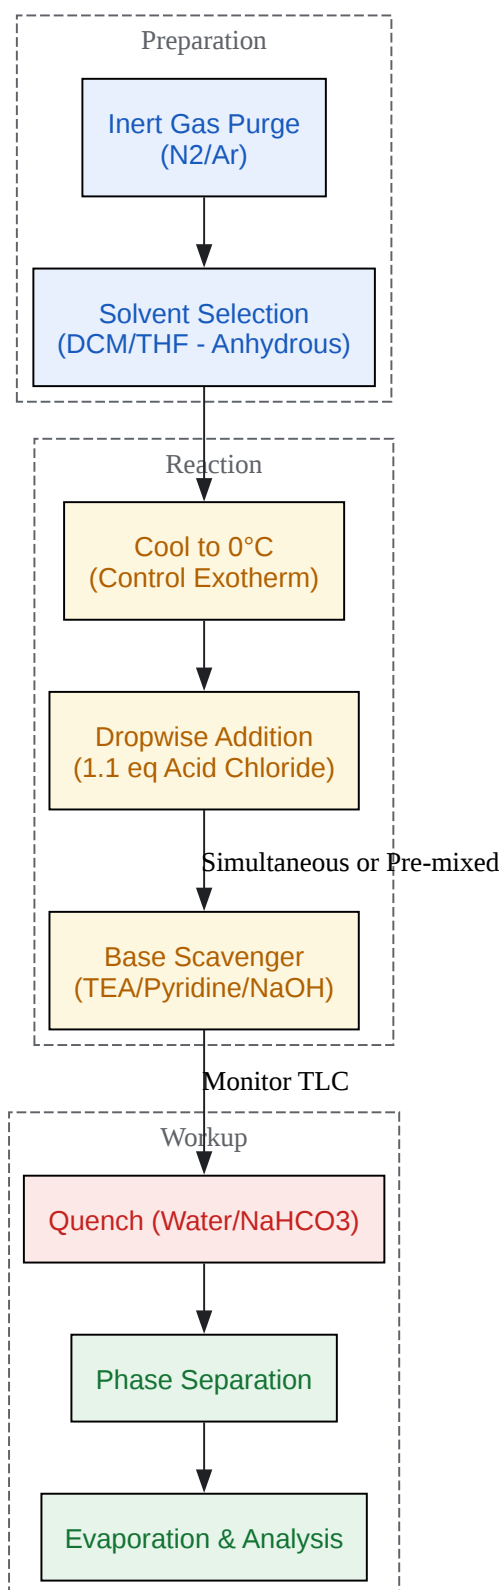 Preparation
Inert Gas Purge
(N2/Ar)
Solvent Selection
(DCM/THF - Anhydrous)
Reaction
Cool to 0°C
(Control Exotherm)
Dropwise Addition
(1.1 eq Acid Chloride)
Simultaneous or Pre-mixed
Base Scavenger
(TEA/Pyridine/NaOH)
Monitor TLC
Workup
Quench (Water/NaHCO3)
Phase Separation
Evaporation & Analysis